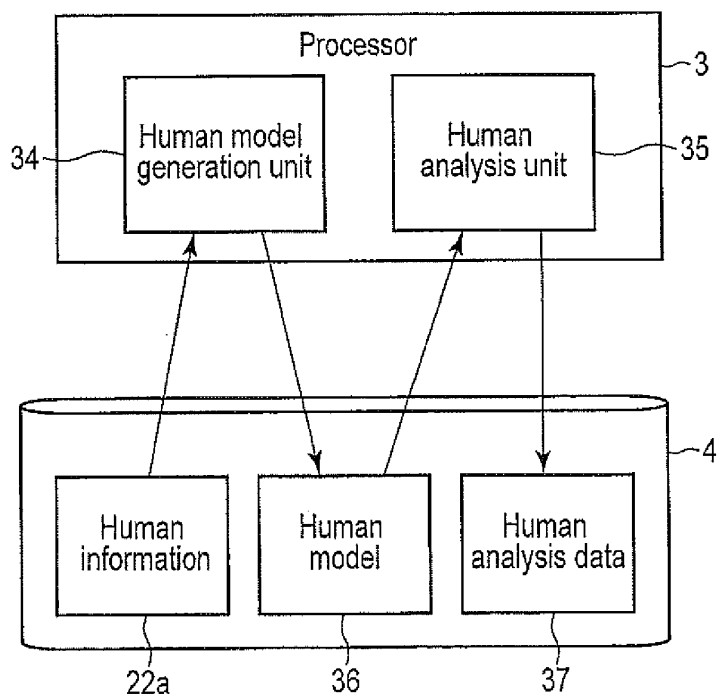 Processor
3
34
Human model
generation unit
Human
analysis unit
35
4
Human
information
Human
model
Human
analysis data
22a
36
37